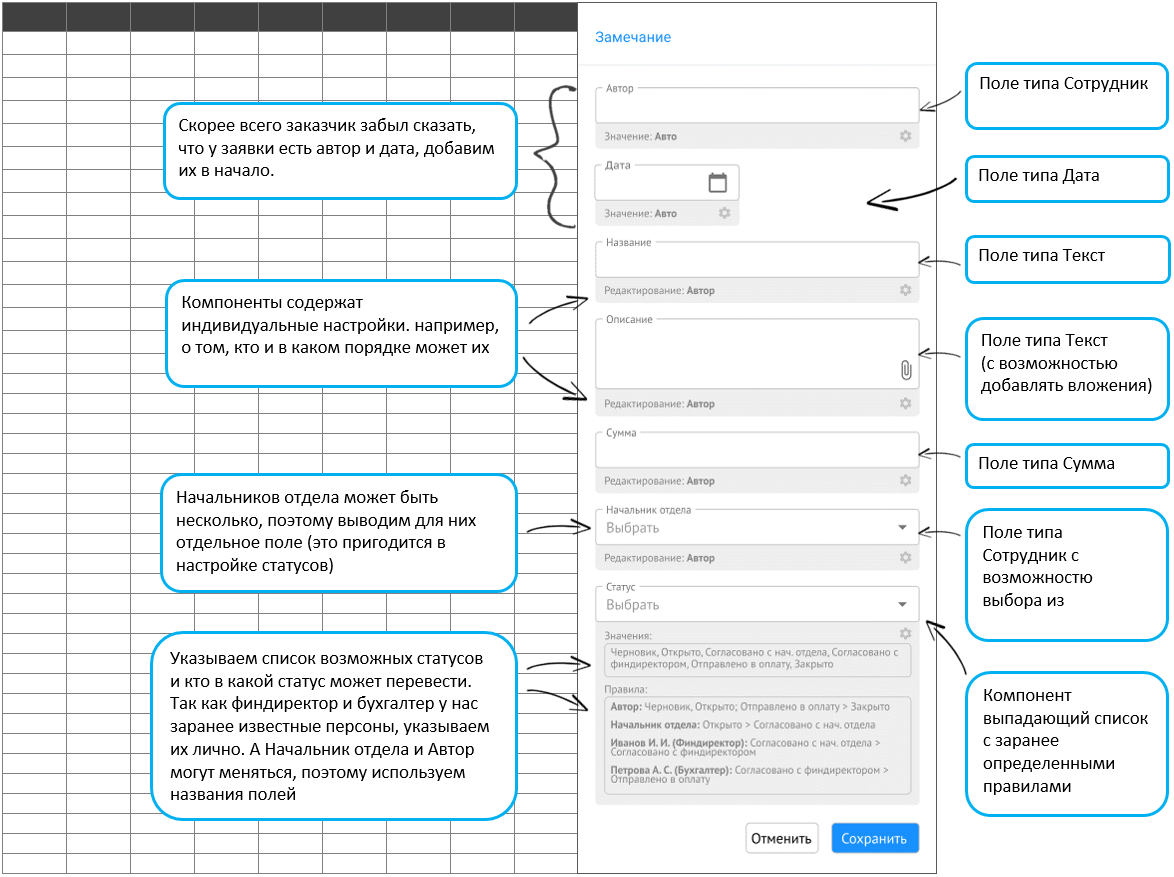 Замечание
Скорее всего заказчик забыл сказать,
что у заявки есть автор и дата, добавим
их в начало.
Компоненты содержат
индивидуальные настройки. например,
о том, кто и в каком порядке может их
Начальников отдела может быть
несколько, поэтому выводим для них
отдельное поле (это пригодится в
настройке статусов)
Указываем список возможных статусов
и кто в какой статус может перевести.
Так как финдиректор и бухгалтер у нас
заранее известные персоны, указываем
их лично. А Начальник отдела и Автор
могут меняться, поэтому используем
названия полей
Автор
Значение: Авто
Дата
Значение: Авто
Название
Редактирование: Автор
Описание
Редактирование: Автор
Сумма
Редактирование: Автор
Начальник отдела
Выбрать
Редактирование: Автор
Статус
Выбрать
Значения:
Черновик, Открыто, Согласовано с нач. отдела, Согласовано с
финдиректором, Отправлено в оплату, Закрыто
Правила:
Автор: Черновик, Открыто; Отправлено в оплату > Закрыто
Начальник отдела: Открыто > Согласовано с нач. отдела
Иванов И. И. (Финдиректор): Согласовано с нач. отдела >
Согласовано с финдиректором
Петрова А. С. (Бухгалтер): Согласовано с финдиректором >
Отправлено в оплату
Отменить
Сохранить
Поле типа Сотрудник
Поле типа Дата
Поле типа Текст
Поле типа Текст
(с возможностью
добавлять вложения)
Поле типа Сумма
Поле типа
Сотрудник с
возможностю
выбора из
Компонент
выпадающий список
с заранее
определенными
правилами